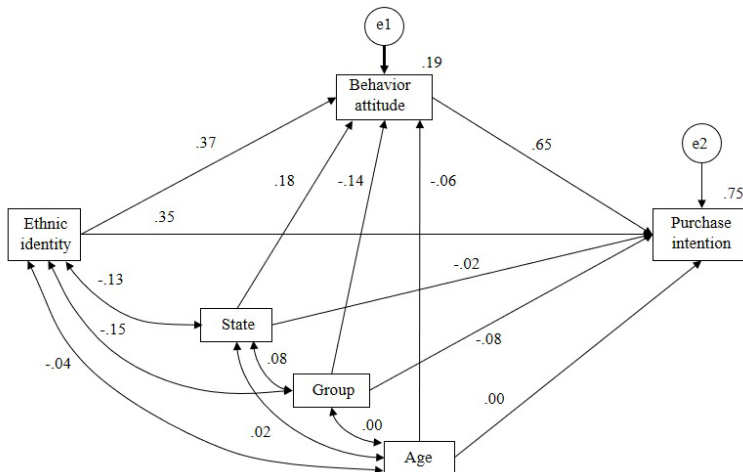 e1
.19
Behavior
attitude
.37
.18
-.14
-.06
.65
e2
.75
Ethnic
identity
.35
Purchase
intention
-.13
-.02
State
-.15
-.04
.08
-.08
Group
.00
.00
.02
Age